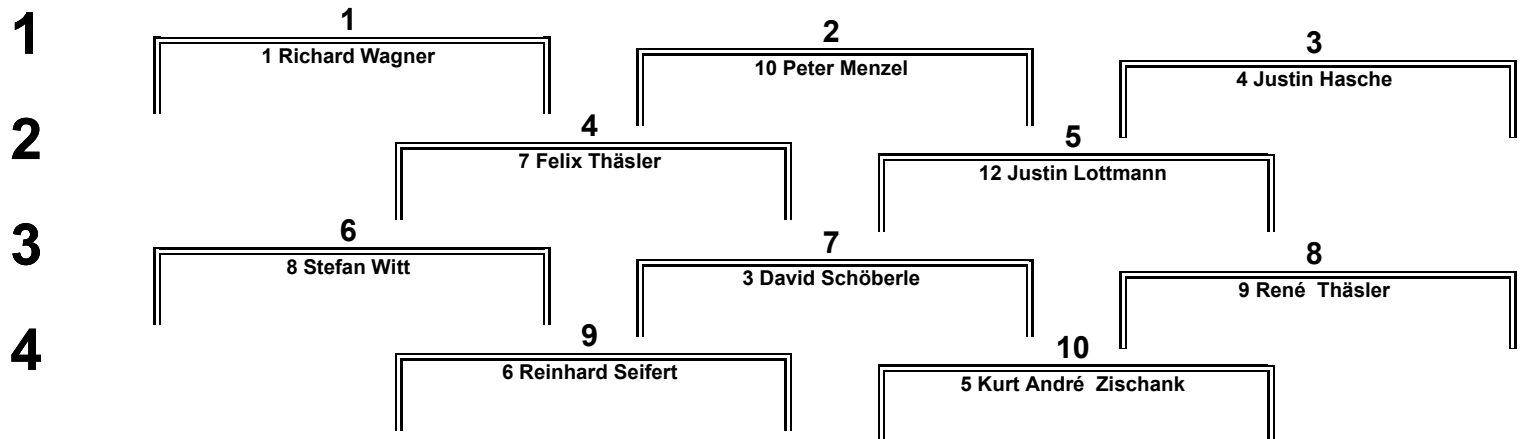 1
1
1 Richard Wagner
2
10 Peter Menzel
3
4 Justin Hasche
2
4
7 Felix Thäsler
5
12 Justin Lottmann
3
6
8 Stefan Witt
7
3 David Schöberle
8
9 René  Thäsler
4
9
6 Reinhard Seifert
10
5 Kurt André  Zischank